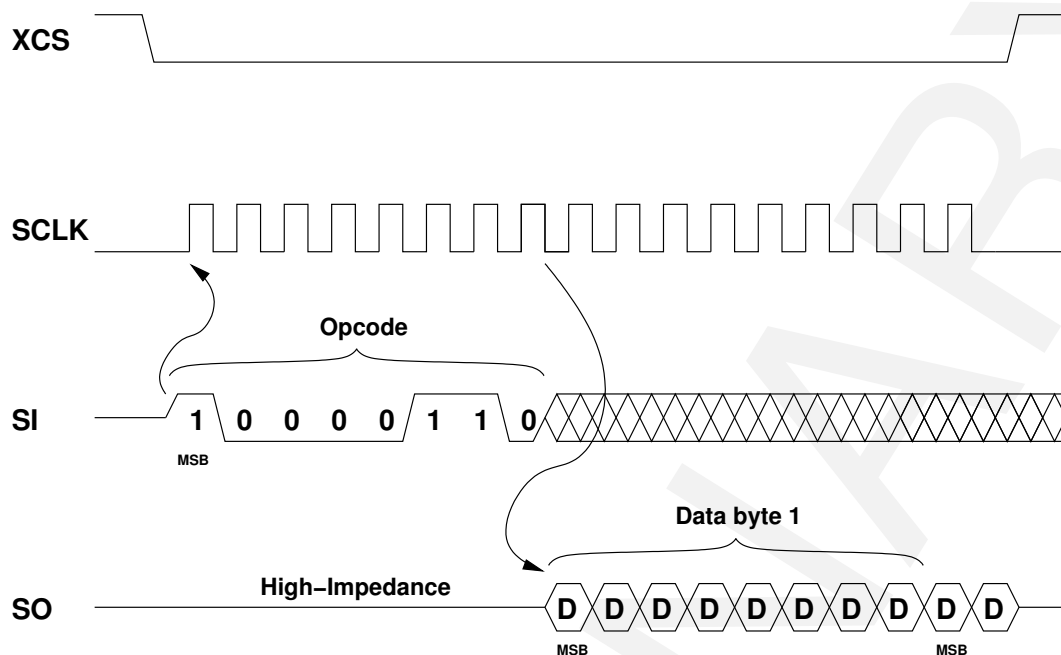 XCS
SCLK
Opcode
SI 1 0 0 0 0 1 1 0
MSB
Data byte 1
High–Impedance
SO D D D D D D D D D D
MSB MSB